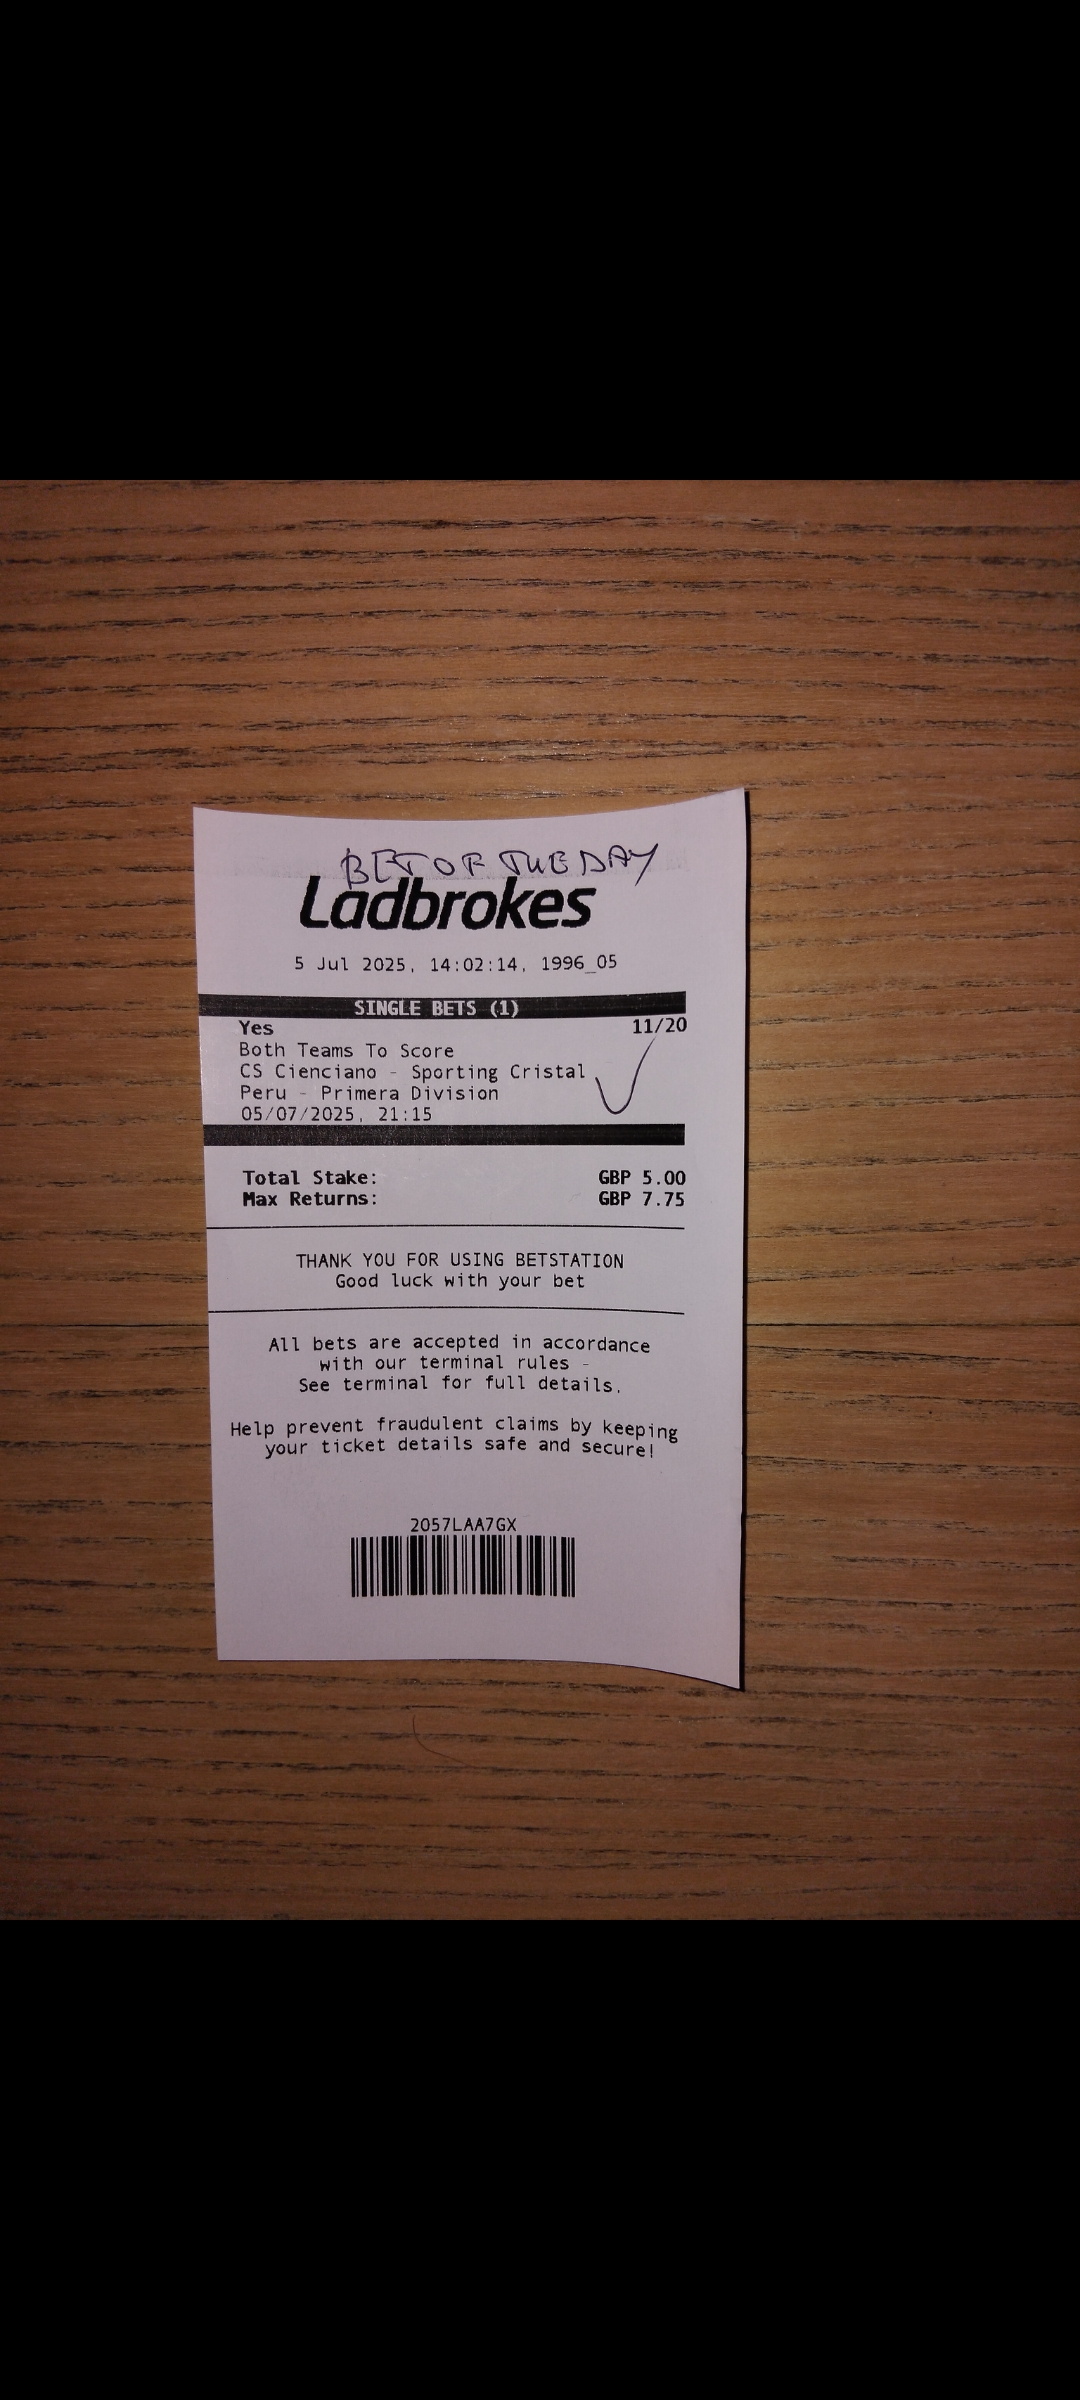 BET OF THE DAY
Ladbrokes
5 Jul 2025, 14:02:14, 1996_05
SINGLE BETS (1)
Yes 11/20
Both Teams To Score
CS Cienciano - Sporting Cristal
Peru - Primera Division
05/07/2025, 21:15
Total Stake: GBP 5.00
Max Returns: GBP 7.75
THANK YOU FOR USING BETSTATION
Good luck with your bet
All bets are accepted in accordance
with our terminal rules -
See terminal for full details.
Help prevent fraudulent claims by keeping
your ticket details safe and secure!
2057LAA7GX